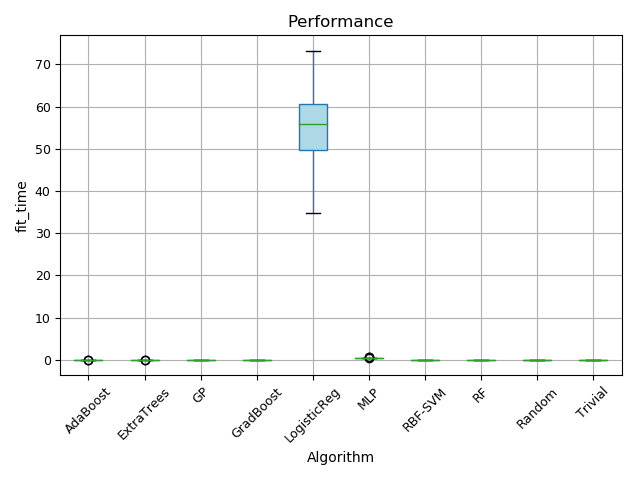 Performance
70
60
50
40
30
20
10
0
fit_time
AdaBoost
ExtraTrees
GP
GradBoost
LogisticReg
MLP
RBF-SVM
RF
Random
Trivial
Algorithm